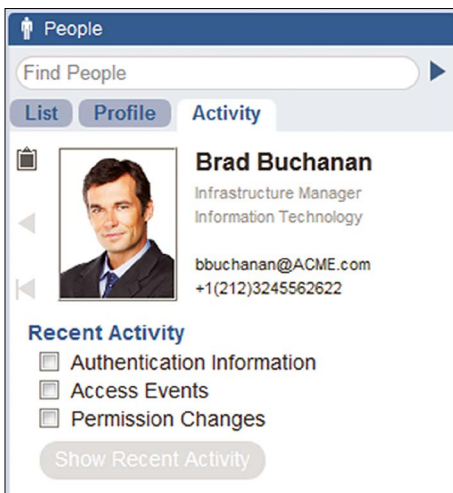 People
Find People
List Profile Activity
Brad Buchanan
Infrastructure Manager
Information Technology
bbuchanan@ACME.com
+1(212)3245562622
Recent Activity
Authentication Information
Access Events
Permission Changes
Show Recent Activity